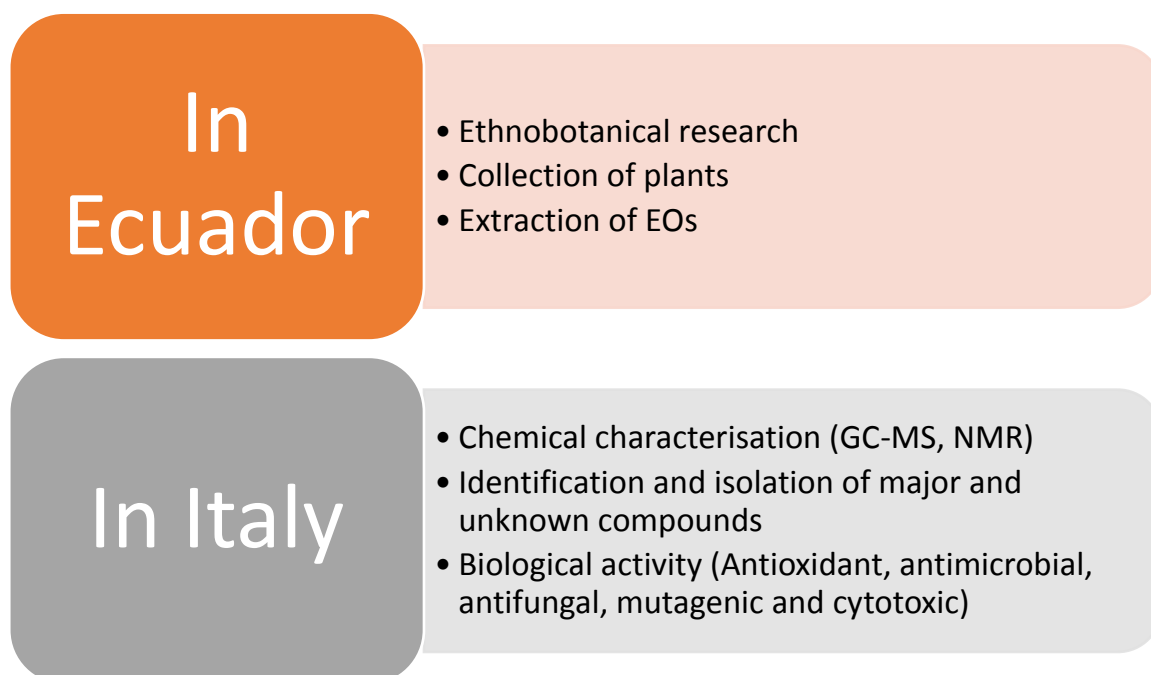 In
Ecuador
• Ethnobotanical research
• Collection of plants
• Extraction of EOs
In Italy
• Chemical characterisation (GC-MS, NMR)
• Identification and isolation of major and
unknown compounds
• Biological activity (Antioxidant, antimicrobial,
antifungal, mutagenic and cytotoxic)